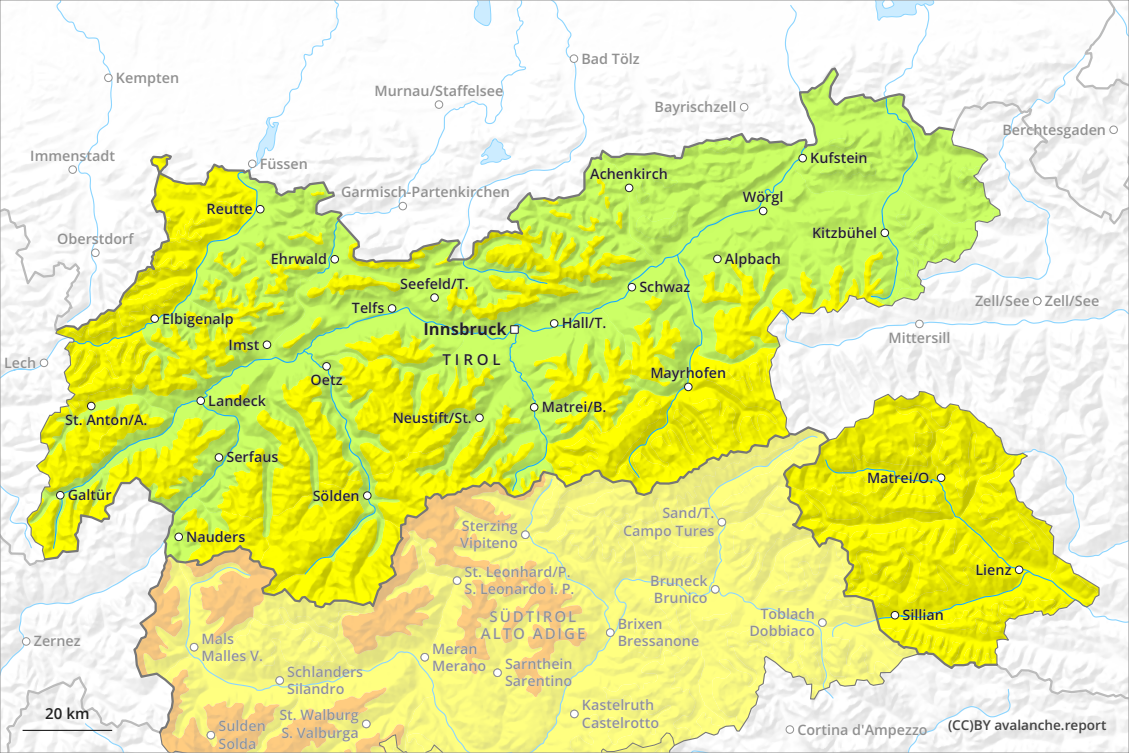 Kempten
Bad Tölz
Murnau/Staffelsee
Bayrischzell
Berchtesgaden
Immenstadt
Füssen
Kufstein
Achenkirch
Garmisch-Partenkirchen
Wörgl
Reutte
Oberstdorf
Kitzbühel
Ehrwald
Alpbach
Seefeld/T.
Schwaz
Zell/See
Zell/See
Telfs
Elbigenalp
Innsbruck
Hall/T.
Mittersill
Imst
TIROL
Lech
Oetz
Mayrhofen
Landeck
St. Anton/A.
Neustift/St.
Matrei/B.
Serfaus
Matrei/O.
Galtür
Sölden
Sand/T.
Campo Tures
Sterzing
Vipiteno
Nauders
Lienz
St. Leonhard/P.
S. Leonardo i. P.
Bruneck
Brunico
SÜDTIROL
ALTO ADIGE
Toblach
Dobbiaco
Sillian
Zernez
Mals
Malles V.
Brixen
Bressanone
Meran
Merano
Sarnthein
Sarentino
Schlanders
Silandro
Kastelruth
Castelrotto
20 km
St. Walburg
S. Valburga
Sulden
Solda
Cortina d'Ampezzo
(CC)BY avalanche.report